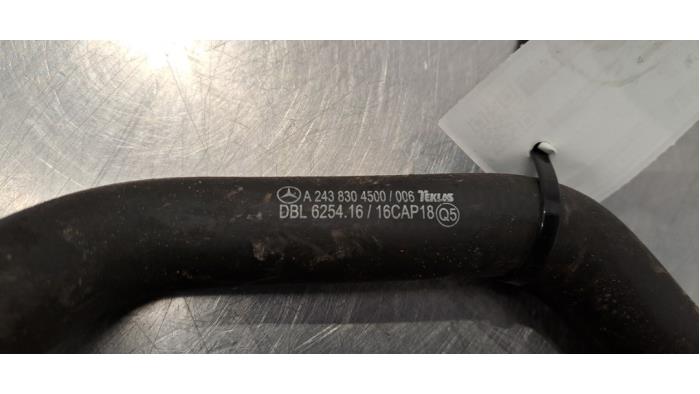 A 243 830 4500 / 006 TEKLAS
DBL 6254.16 / 16CAP18 Q5